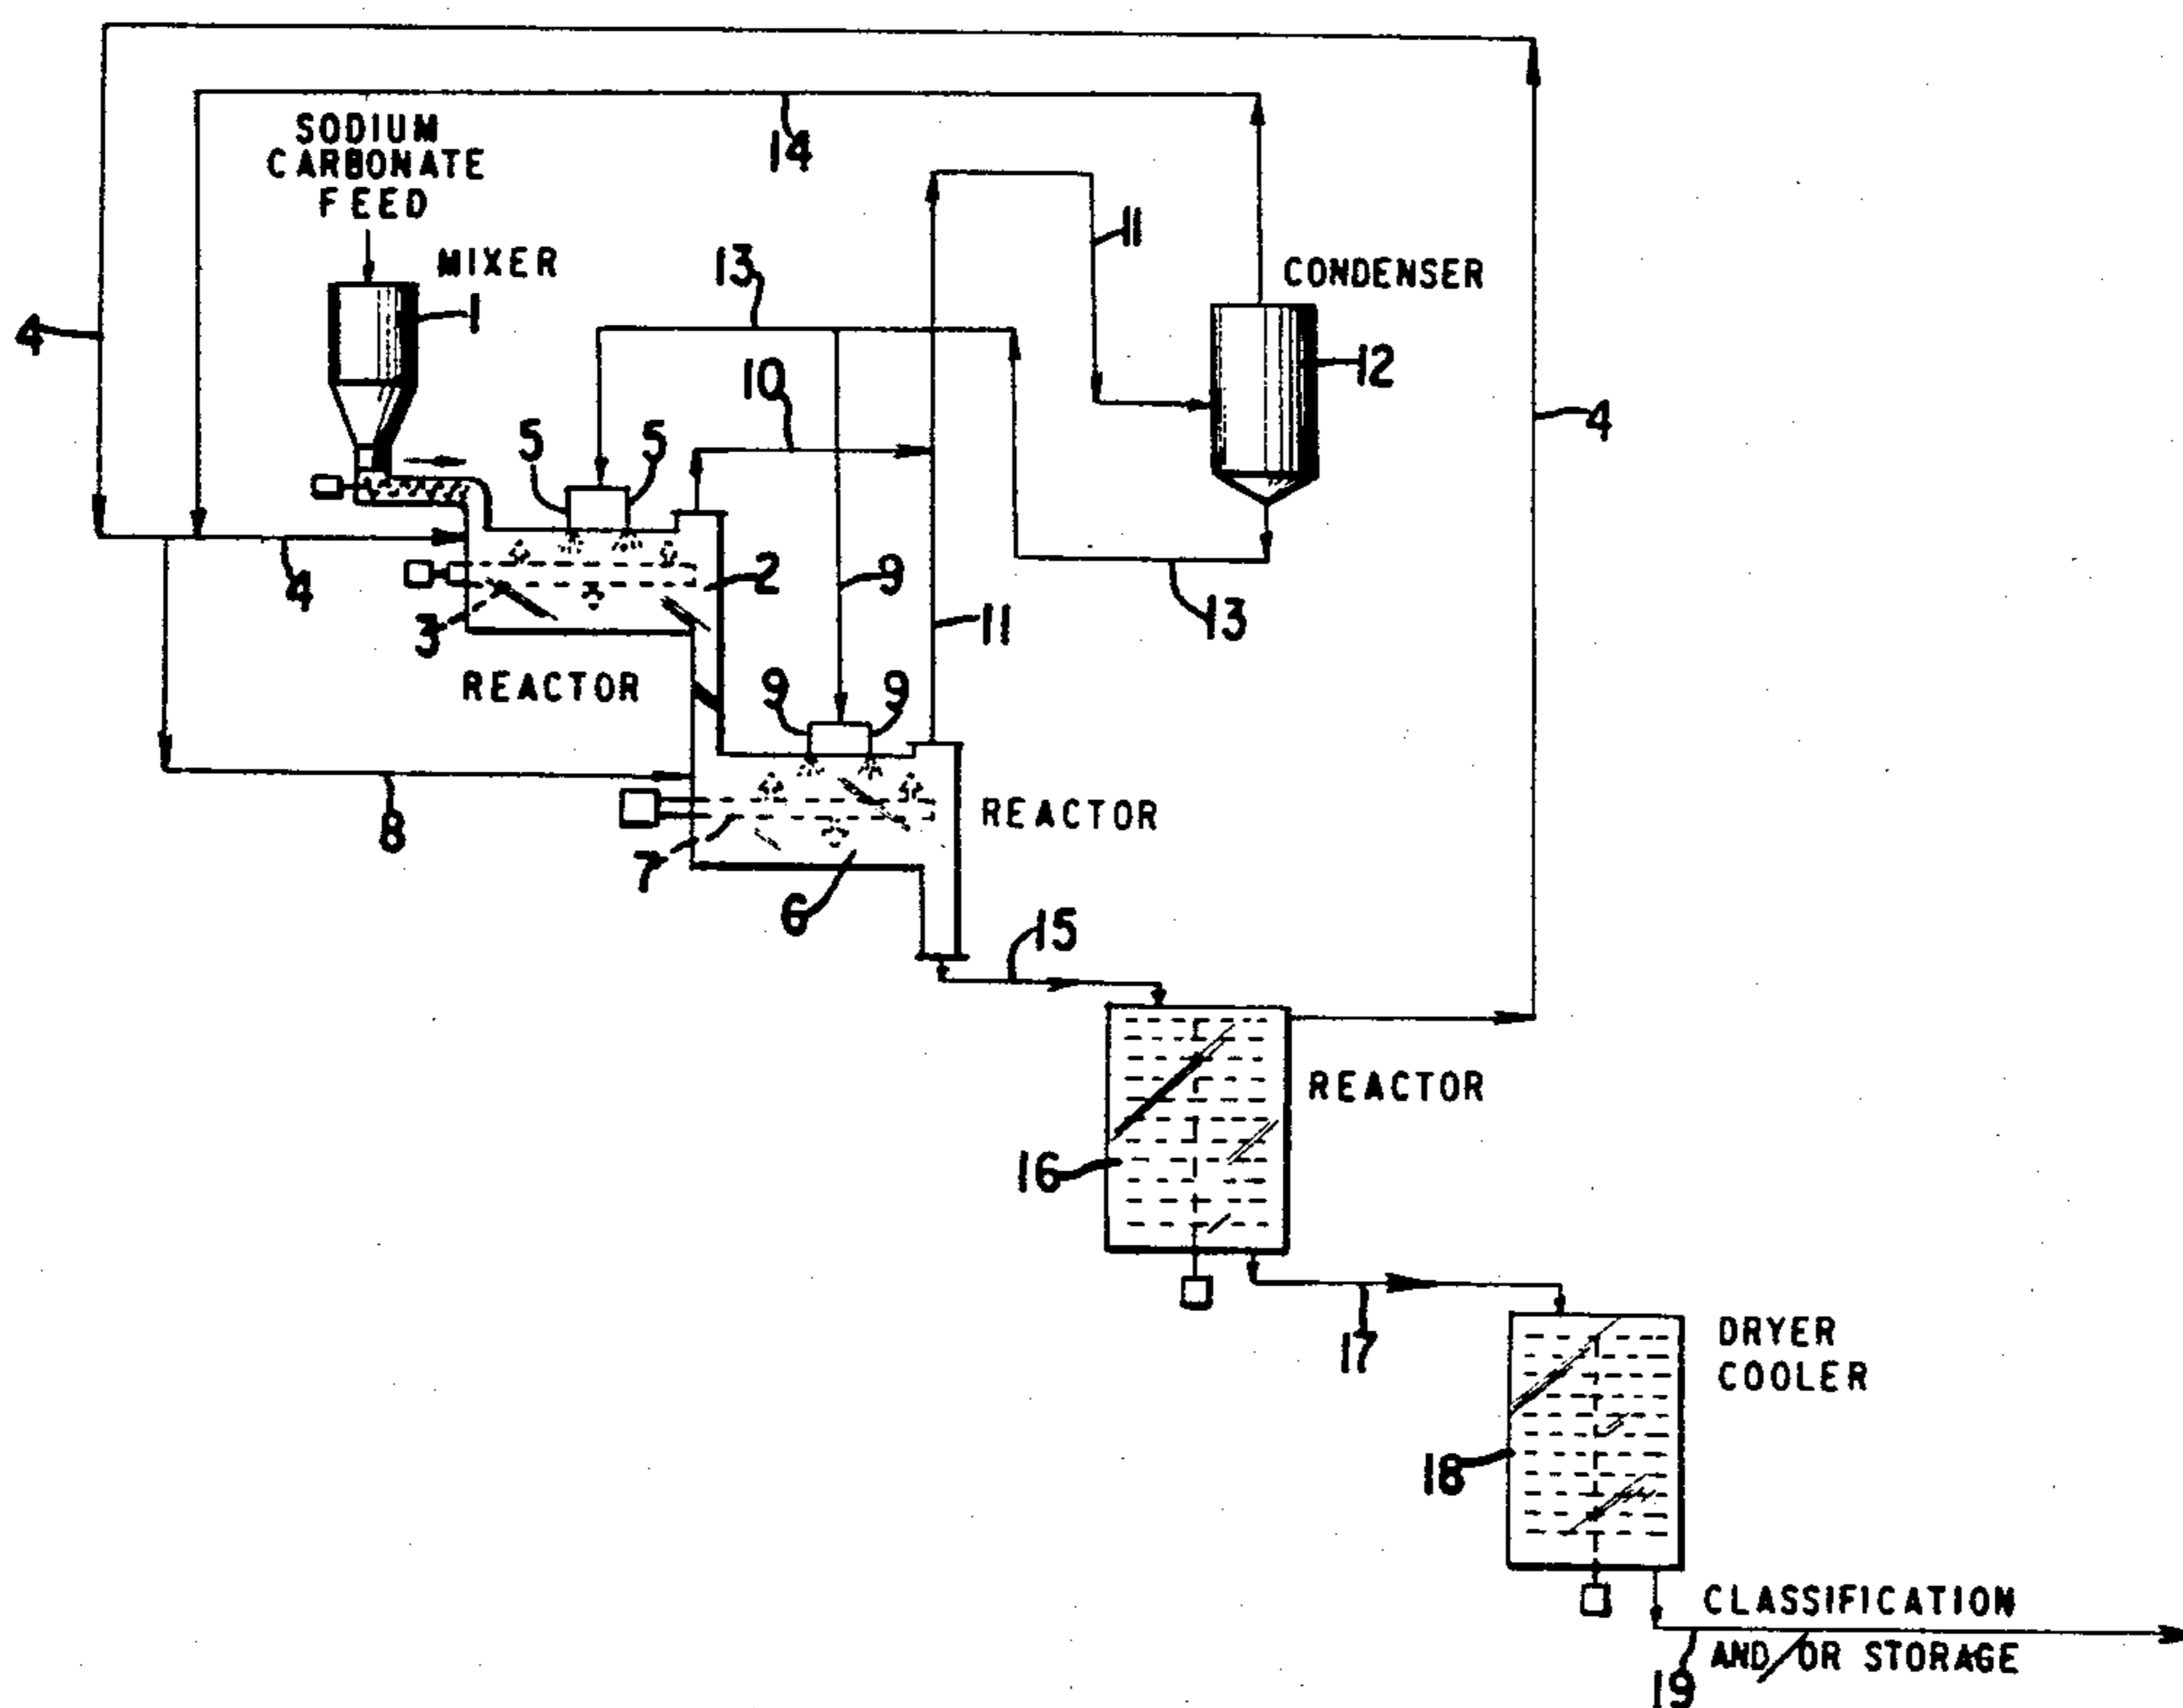 14
SODIUM
CARBONATE
FEED
MIXER
1
13
11
CONDENSER
4
10
12
4
5
5
4
3
2
9
13
11
REACTOR
9
9
8
7
REACTOR
6
15
REACTOR
16
17
DRYER
COOLER
18
CLASSIFICATION
AND/OR STORAGE
19